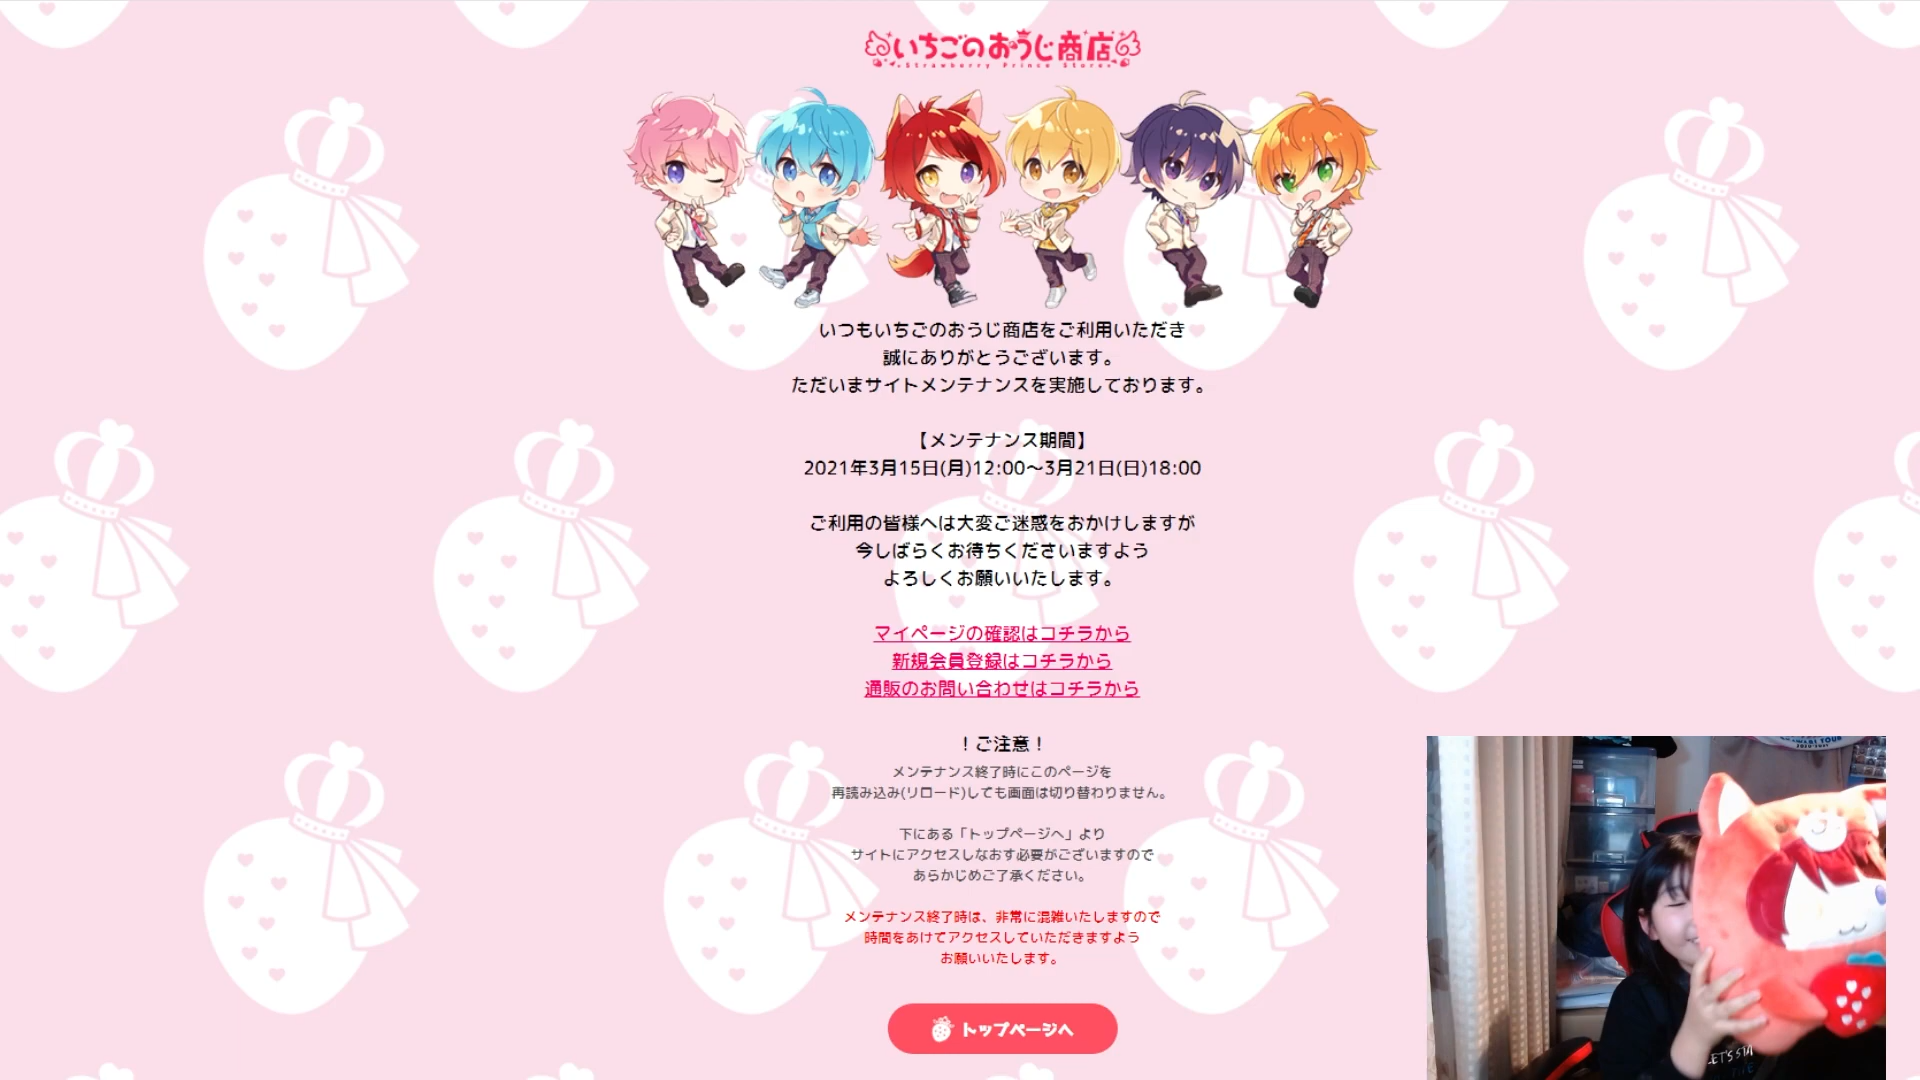 いちごのおうじ商店
Strawberry Prince Store
いつもいちごのおうじ商店をご利用いただき
誠にありがとうございます。
ただいまサイトメンテナンスを実施しております。
【メンテナンス期間】
2021年3月15日(月)12:00～3月21日(日)18:00
ご利用の皆様へは大変ご迷惑をおかけしますが
今しばらくお待ちくださいますよう
よろしくお願いいたします。
マイページの確認はコチラから
新規会員登録はコチラから
通販のお問い合わせはコチラから
！ご注意！
メンテナンス終了時にこのページを
再読み込み(リロード)しても画面は切り替わりません。
下にある「トップページへ」より
サイトにアクセスしなおす必要がございますので
あらかじめご了承ください。
メンテナンス終了時は、非常に混雑いたしますので
時間をあけてアクセスしていただきますよう
お願いいたします。
トップページへ
TOUR
2020-2021
LET'S STA